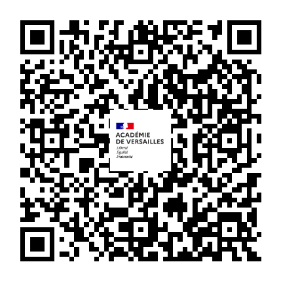 ACADÉMIE
DE VERSAILLES
Liberté
Égalité
Fraternité